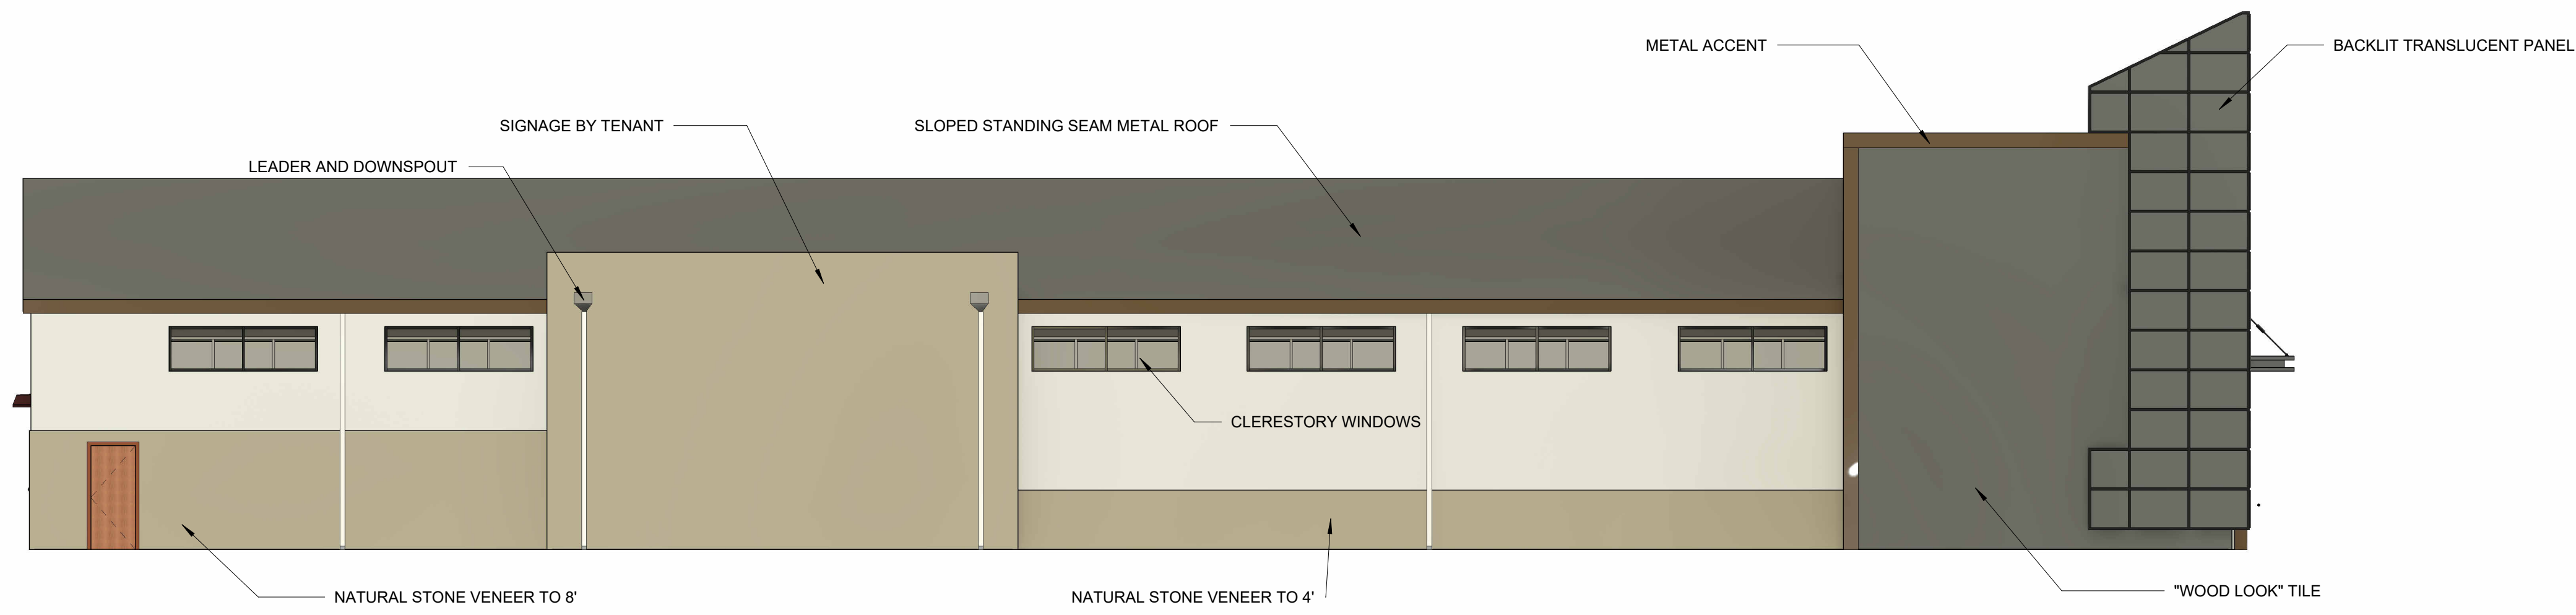 METAL ACCENT
BACKLIT TRANSLUCENT PANEL
SIGNAGE BY TENANT
SLOPED STANDING SEAM METAL ROOF
LEADER AND DOWNSPOUT
CLERESTORY WINDOWS
NATURAL STONE VENEER TO 8'
NATURAL STONE VENEER TO 4'
"WOOD LOOK" TILE